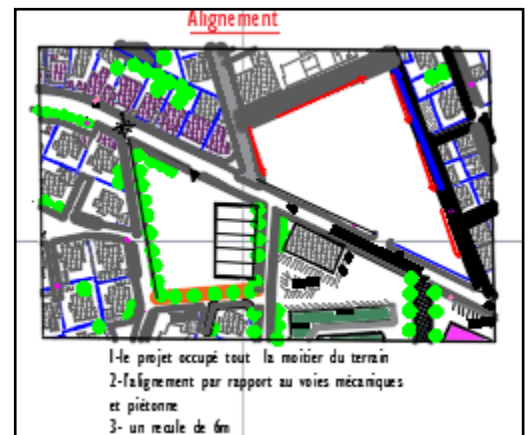 Alignement
1-le projet occupé tout la moitier du terrain
2-l'alignement par rapport au voies mécaniques
et piètonne
3- un recule de 6m